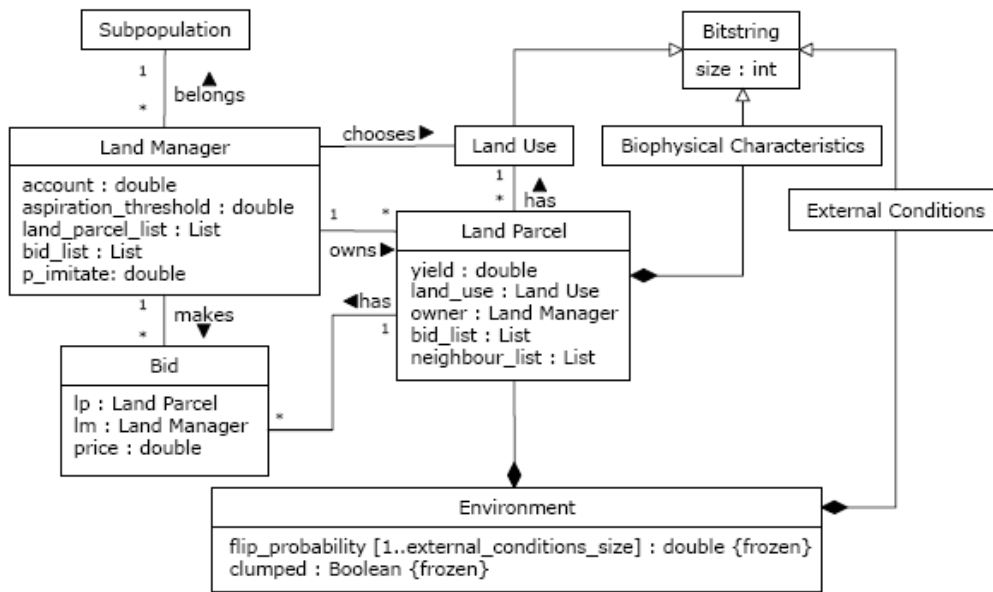 Subpopulation
1
belongs
*
Bitstring
size : int
Land Manager
account : double
aspiration_threshold : double
land_parcel_list : List
bid_list : List
p_imitate: double
chooses
Land Use
Biophysical Characteristics
External Conditions
1
*
has
1
*
owns
Land Parcel
yield : double
land_use : Land Use
owner : Land Manager
bid_list : List
neighbour_list : List
has
1
*
1
makes
*
Bid
lp : Land Parcel
lm : Land Manager
price : double
Environment
flip_probability [1..external_conditions_size] : double {frozen}
clumped : Boolean {frozen}